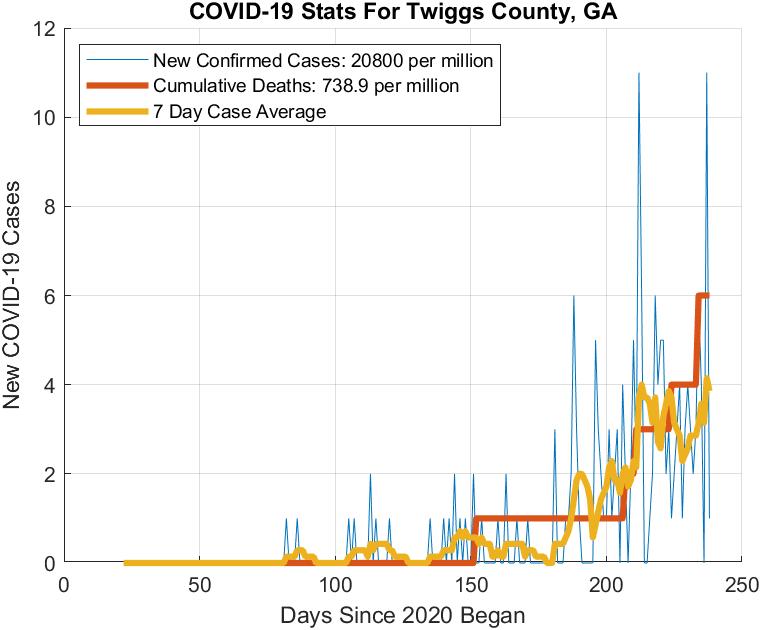 COVID-19 Stats For Twiggs County, GA
New Confirmed Cases: 20800 per million
Cumulative Deaths: 738.9 per million
7 Day Case Average
New COVID-19 Cases
12
10
8
6
4
2
0
0 50 100 150 200 250
Days Since 2020 Began